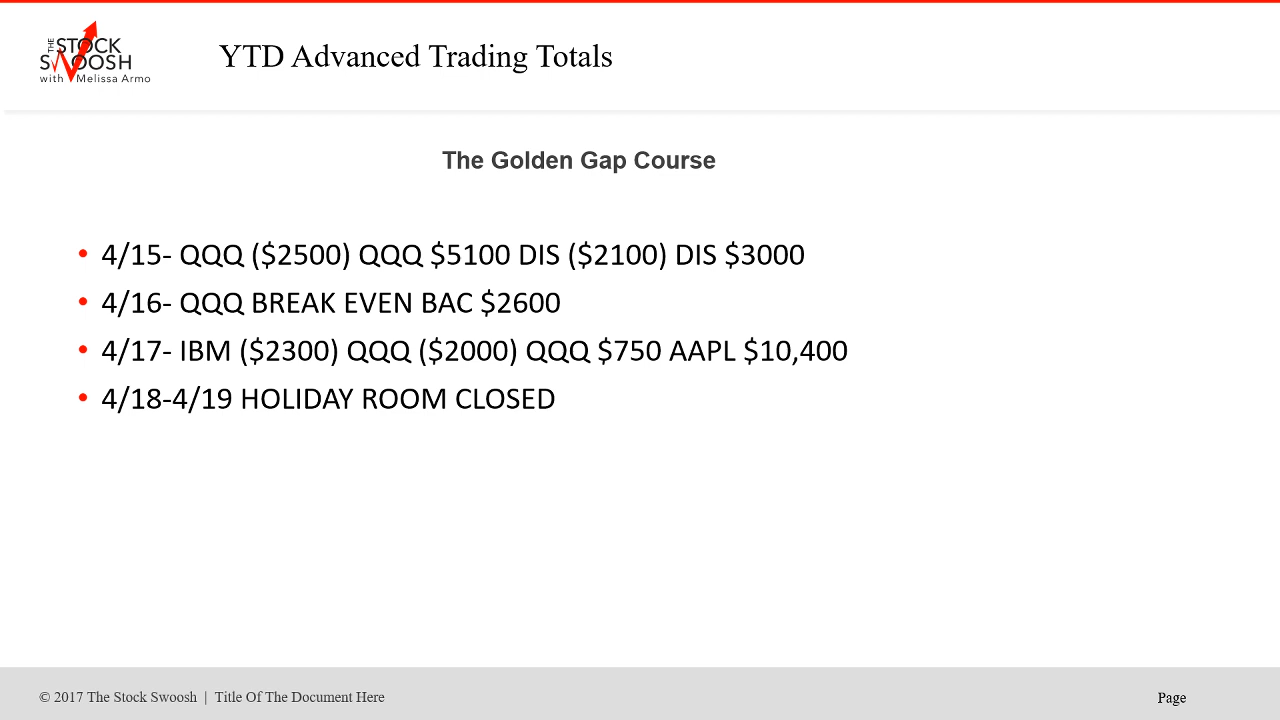 THE STOCK
SWOOSH
with Melissa Armo
YTD Advanced Trading Totals
The Golden Gap Course
• 4/15- QQQ ($2500) QQQ $5100 DIS ($2100) DIS $3000
• 4/16- QQQ BREAK EVEN BAC $2600
• 4/17- IBM ($2300) QQQ ($2000) QQQ $750 AAPL $10,400
• 4/18-4/19 HOLIDAY ROOM CLOSED
© 2017 The Stock Swoosh | Title Of The Document Here
Page